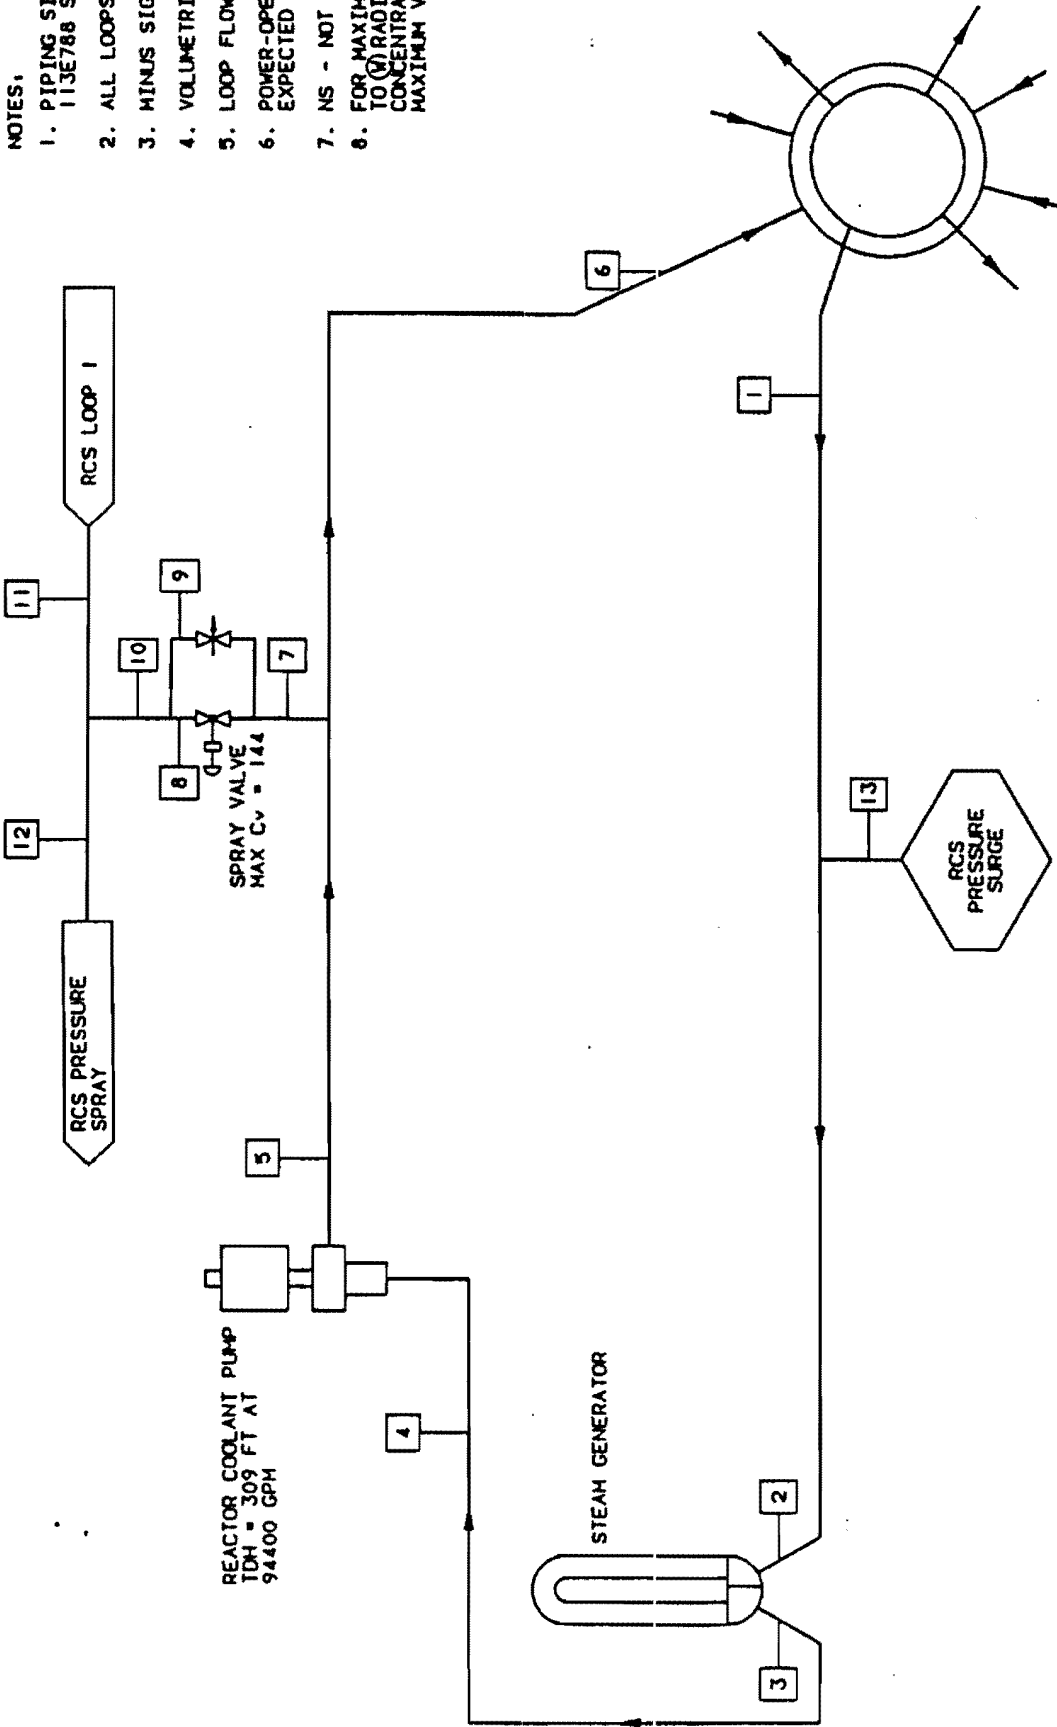 NOTES:
1. PIPING SI
113E788 S
2. ALL LOOPS
3. MINUS SIG
4. VOLUMETRI
5. LOOP FLOW
6. POWER-OPE
EXPECTED
7. NS - NOT
8. FOR MAXIM
TO (W) RADI
CONCENTRA
MAXIMUM V
RCS PRESSURE
SPRAY
12
11
RCS LOOP 1
10
9
8
7
SPRAY VALVE
MAX Cv = 144
REACTOR COOLANT PUMP
TDH = 309 FT AT
94400 GPM
5
6
4
STEAM GENERATOR
3
2
1
13
RCS
PRESSURE
SURGE